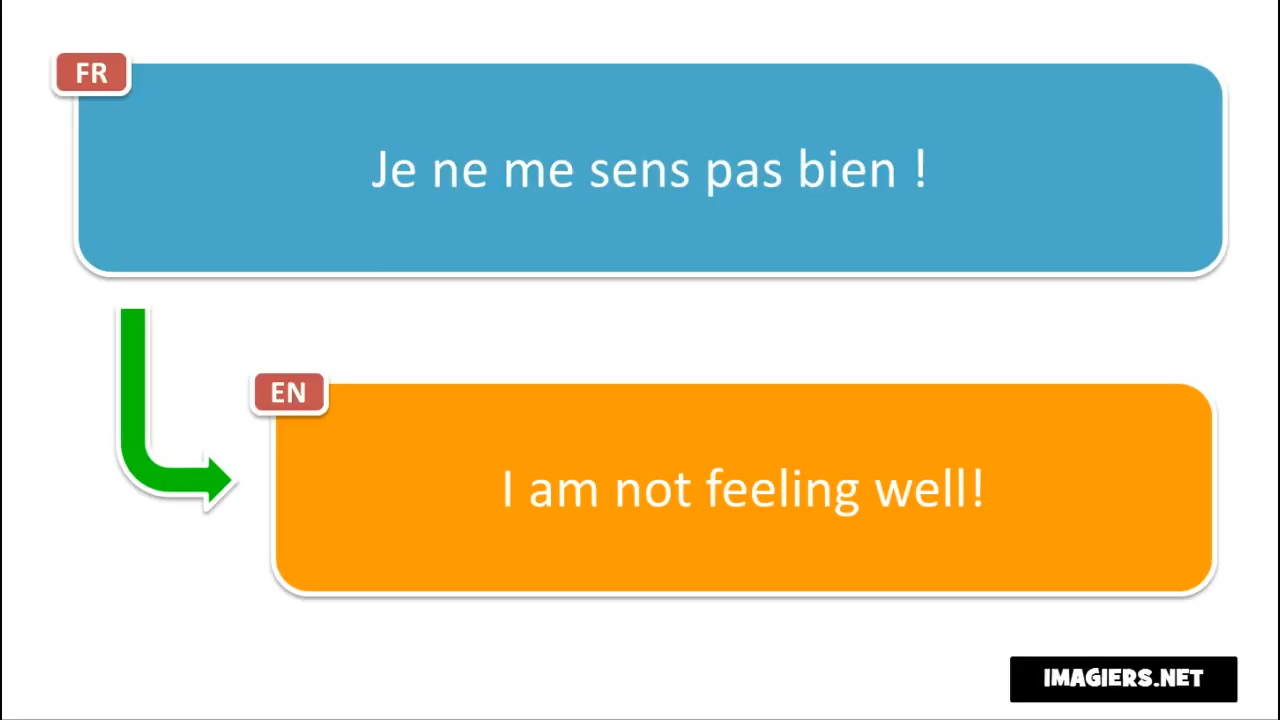 FR
Je ne me sens pas bien !
EN
I am not feeling well!
IMAGIERS.NET